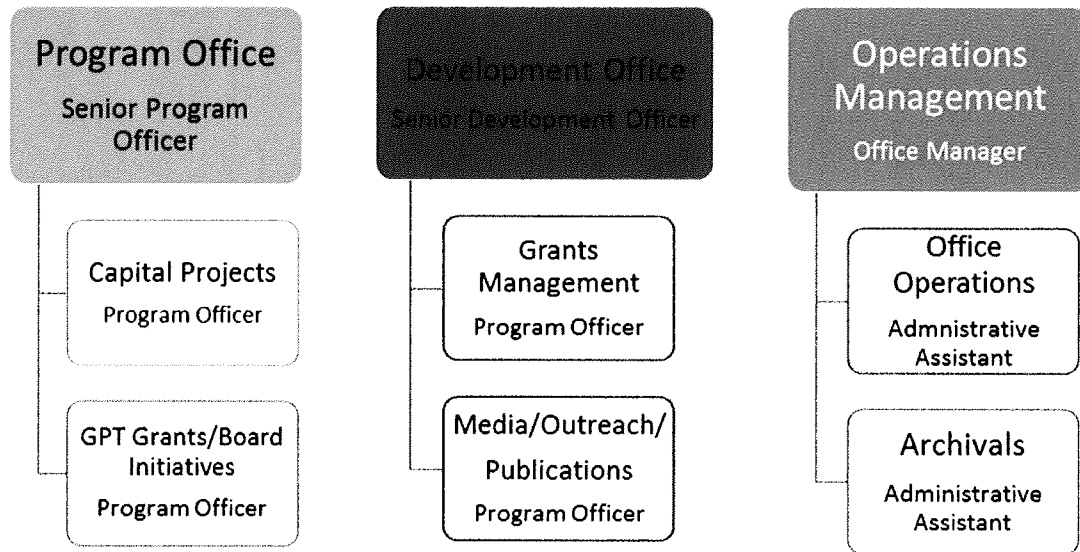 Program Office
Senior Program
Officer
Capital Projects
Program Officer
GPT Grants/Board
Initiatives
Program Officer
Development Office
Senior Development Officer
Grants
Management
Program Officer
Media/Outreach/
Publications
Program Officer
Operations
Management
Office Manager
Office
Operations
Admnistrative
Assistant
Archivals
Administrative
Assistant